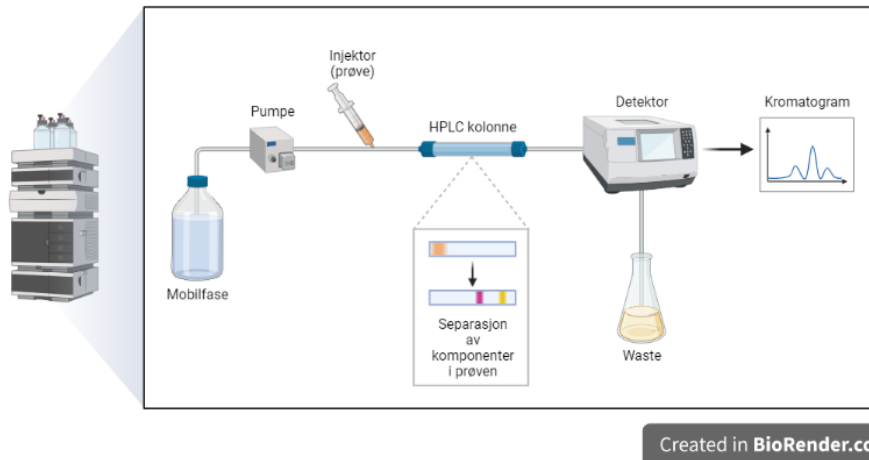 Injektor
(prøve)
Pumpe
HPLC kolonne
Detektor
Kromatogram
Mobilfase
Separasjon
av
komponenter
i prøven
Waste
Created in BioRender.co